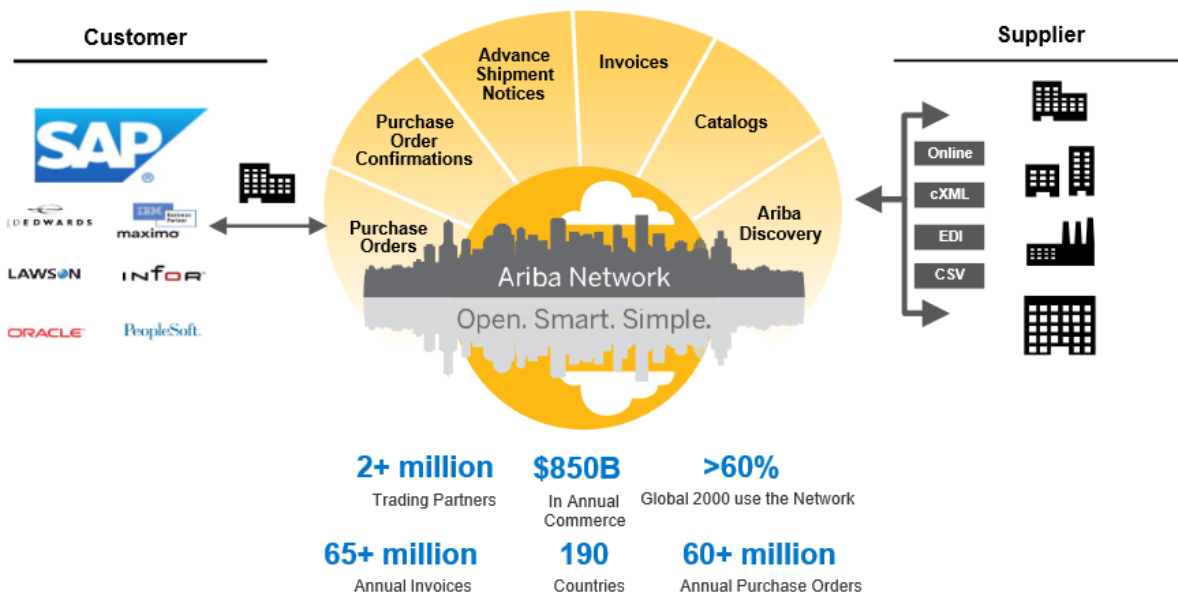 Customer
SAP
®
JDEDWARDS
IBM
Business
Partner
maximo
LAWSON
INFOR
ORACLE
PeopleSoft.
Purchase
Orders
Purchase
Order
Confirmations
Advance
Shipment
Notices
Invoices
Catalogs
Ariba
Discovery
Ariba Network
Open. Smart. Simple.
Supplier
Online
cXML
EDI
CSV
2+ million
Trading Partners
$850B
In Annual
Commerce
>60%
Global 2000 use the Network
65+ million
Annual Invoices
190
Countries
60+ million
Annual Purchase Orders